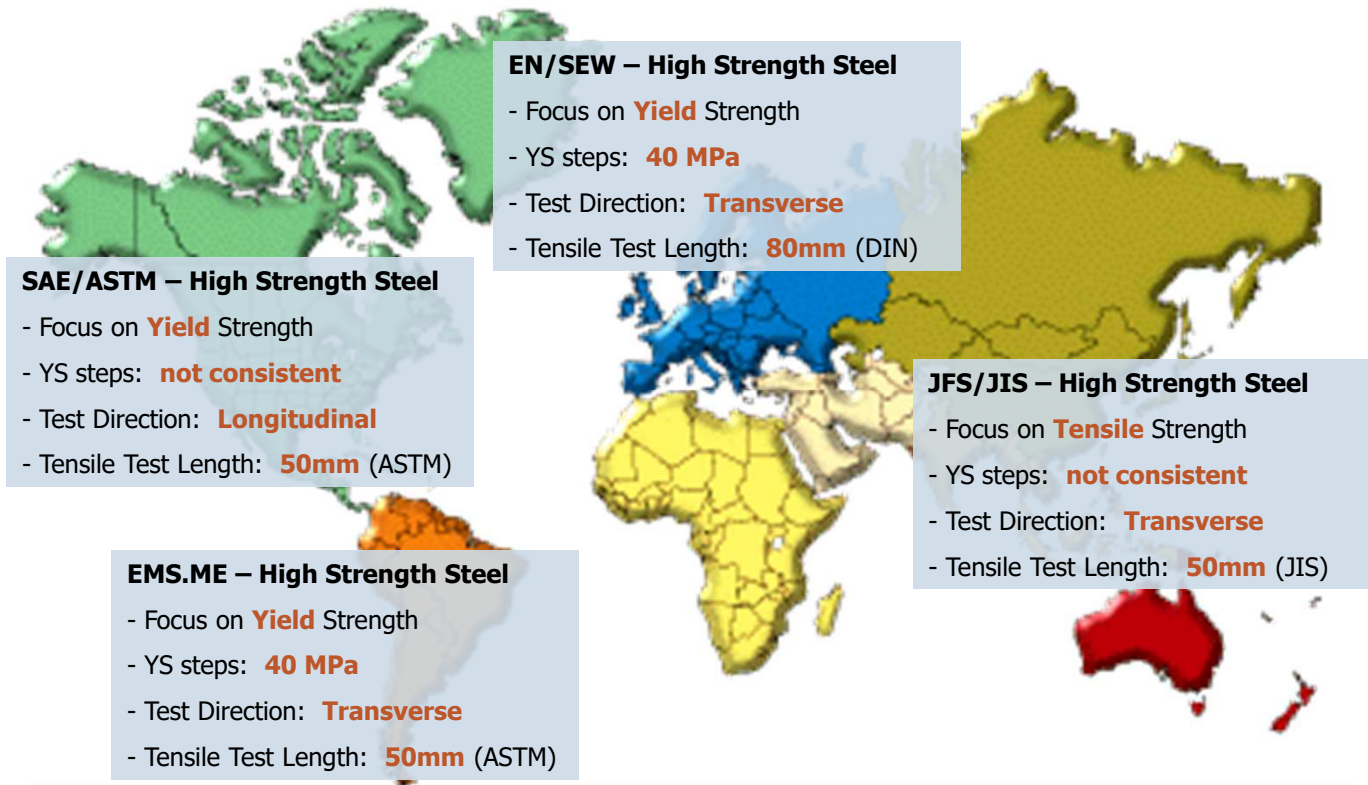 EN/SEW – High Strength Steel
- Focus on Yield Strength
- YS steps: 40 MPa
- Test Direction: Transverse
- Tensile Test Length: 80mm (DIN)
SAE/ASTM – High Strength Steel
- Focus on Yield Strength
- YS steps: not consistent
- Test Direction: Longitudinal
- Tensile Test Length: 50mm (ASTM)
JFS/JIS – High Strength Steel
- Focus on Tensile Strength
- YS steps: not consistent
- Test Direction: Transverse
- Tensile Test Length: 50mm (JIS)
EMS.ME – High Strength Steel
- Focus on Yield Strength
- YS steps: 40 MPa
- Test Direction: Transverse
- Tensile Test Length: 50mm (ASTM)